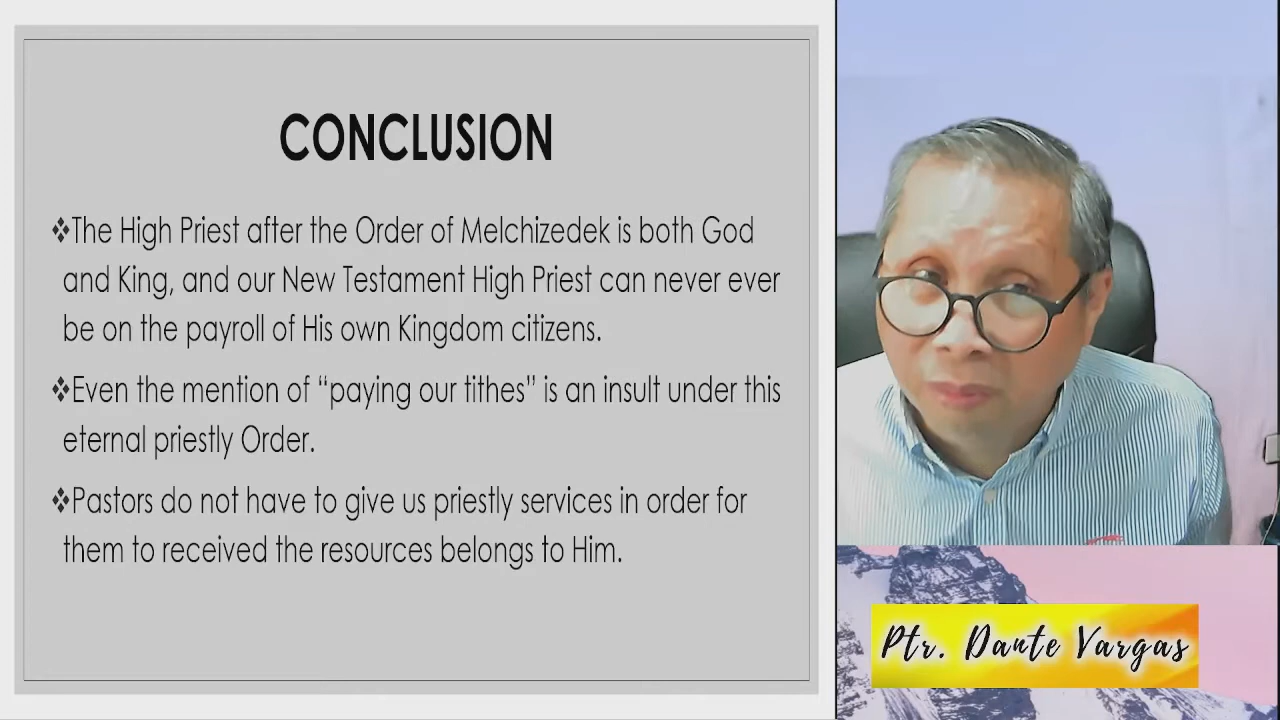 CONCLUSION
❖The High Priest after the Order of Melchizedek is both God
and King, and our New Testament High Priest can never ever
be on the payroll of His own Kingdom citizens.
❖Even the mention of “paying our tithes” is an insult under this
eternal priestly Order.
❖Pastors do not have to give us priestly services in order for
them to received the resources belongs to Him.
Ptr. Dante Vargas